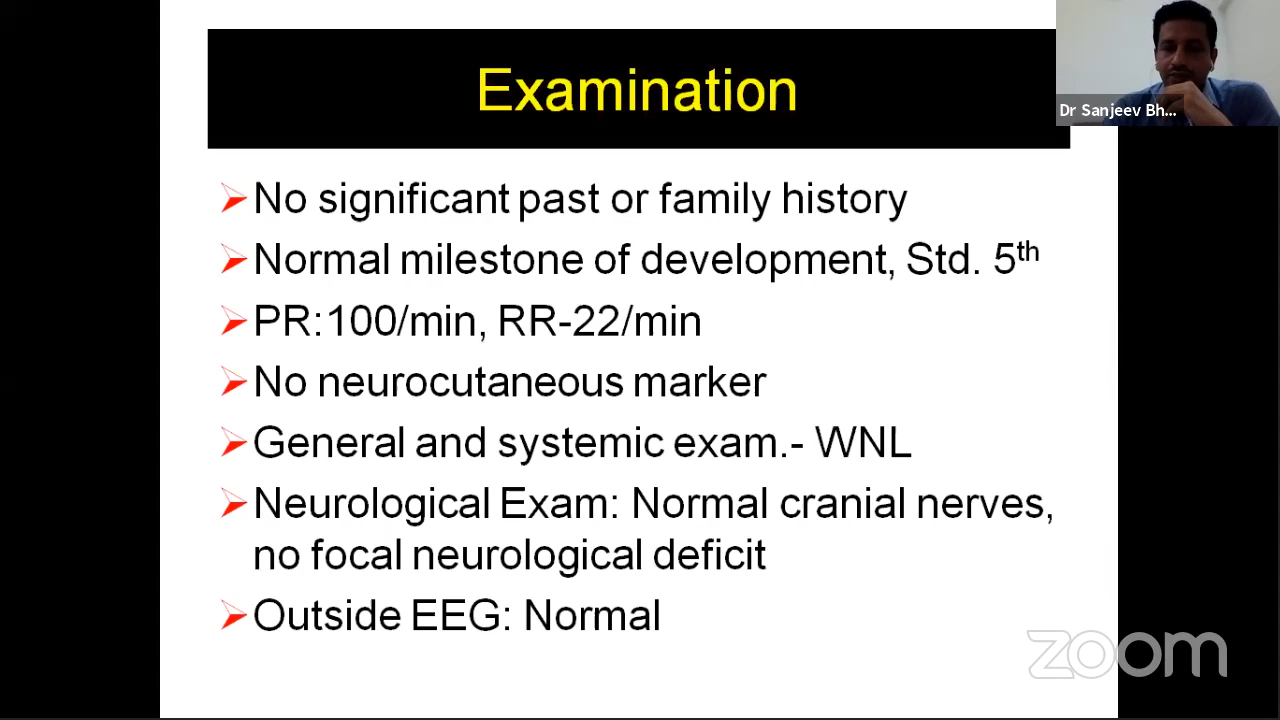 Examination
Dr Sanjeev Bh...
No significant past or family history
Normal milestone of development, Std. 5th
PR:100/min, RR-22/min
No neurocutaneous marker
General and systemic exam.- WNL
Neurological Exam: Normal cranial nerves,
no focal neurological deficit
Outside EEG: Normal
zoom